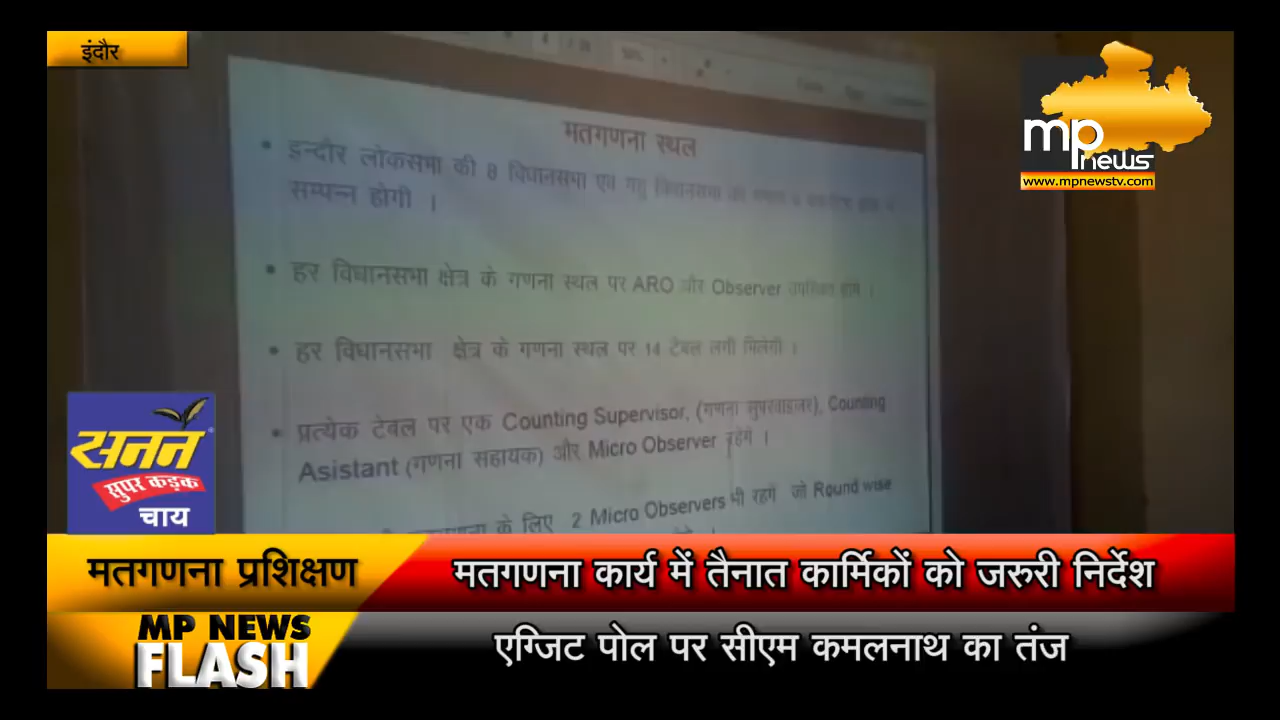 इंदौर
mp news
www.mpnewstv.com
मतगणना स्थल
• इन्दौर लोकसभा की 8 विधानसभा एवं
सम्पन्न होगी ।
• हर विधानसभा क्षेत्र के गणना स्थल पर ARO और Observer
• हर विधानसभा क्षेत्र के गणना स्थल पर 14 टेबल लगी मिलेगी ।
• प्रत्येक टेबल पर एक Counting Supervisor, (गणना सुपरवाइजर), Counting
Asistant (गणना सहायक) और Micro Observer रहेंगे ।
के लिए 2 Micro Observers भी रहेंगे जो Round wise
सनन
सुपर कड़क
चाय
मतगणना प्रशिक्षण
मतगणना कार्य में तैनात कार्मिकों को जरुरी निर्देश
MP NEWS
FLASH
एग्जिट पोल पर सीएम कमलनाथ का तंज